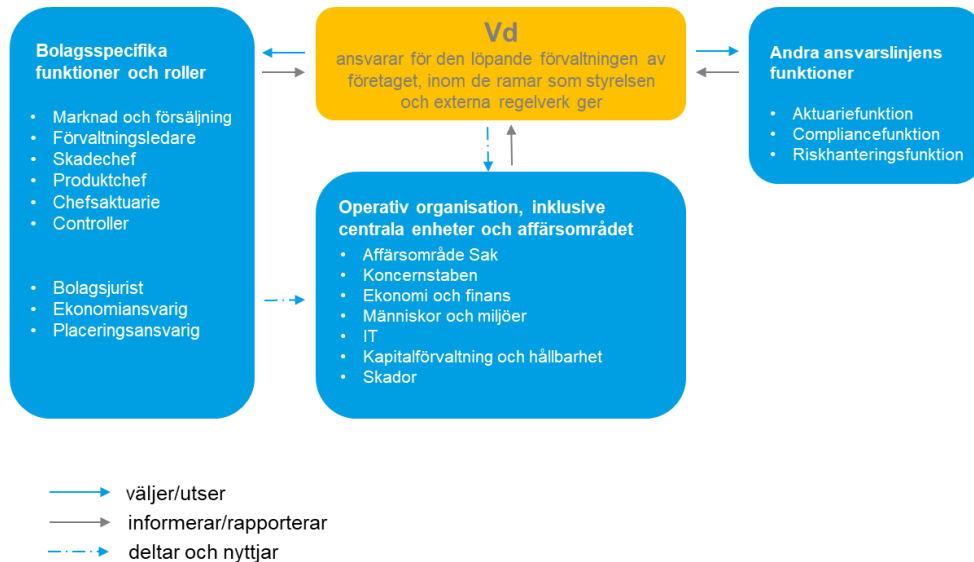 Bolagsspecifika
funktioner och roller
• Marknad och försäljning
• Förvaltningsledare
• Skadechef
• Produktchef
• Chefsaktuarie
• Controller
• Bolagsjurist
• Ekonomiansvarig
• Placeringsansvarig
Vd
ansvarar för den löpande förvaltningen av
företaget, inom de ramar som styrelsen
och externa regelverk ger
Andra ansvarslinjens
funktioner
• Aktuariefunktion
• Compliancefunktion
• Riskhanteringsfunktion
Operativ organisation, inklusive
centrala enheter och affärsområdet
• Affärsområde Sak
• Koncernstaben
• Ekonomi och finans
• Människor och miljöer
• IT
• Kapitalförvaltning och hållbarhet
• Skador
väljer/utser
informerar/rapporterar
deltar och nyttjar